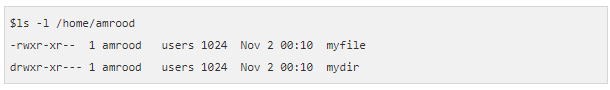 $ls -l /home/amrood
-rwxr-xr--  1 amrood   users 1024  Nov 2 00:10  myfile
drwxr-xr--- 1 amrood   users 1024  Nov 2 00:10  mydir